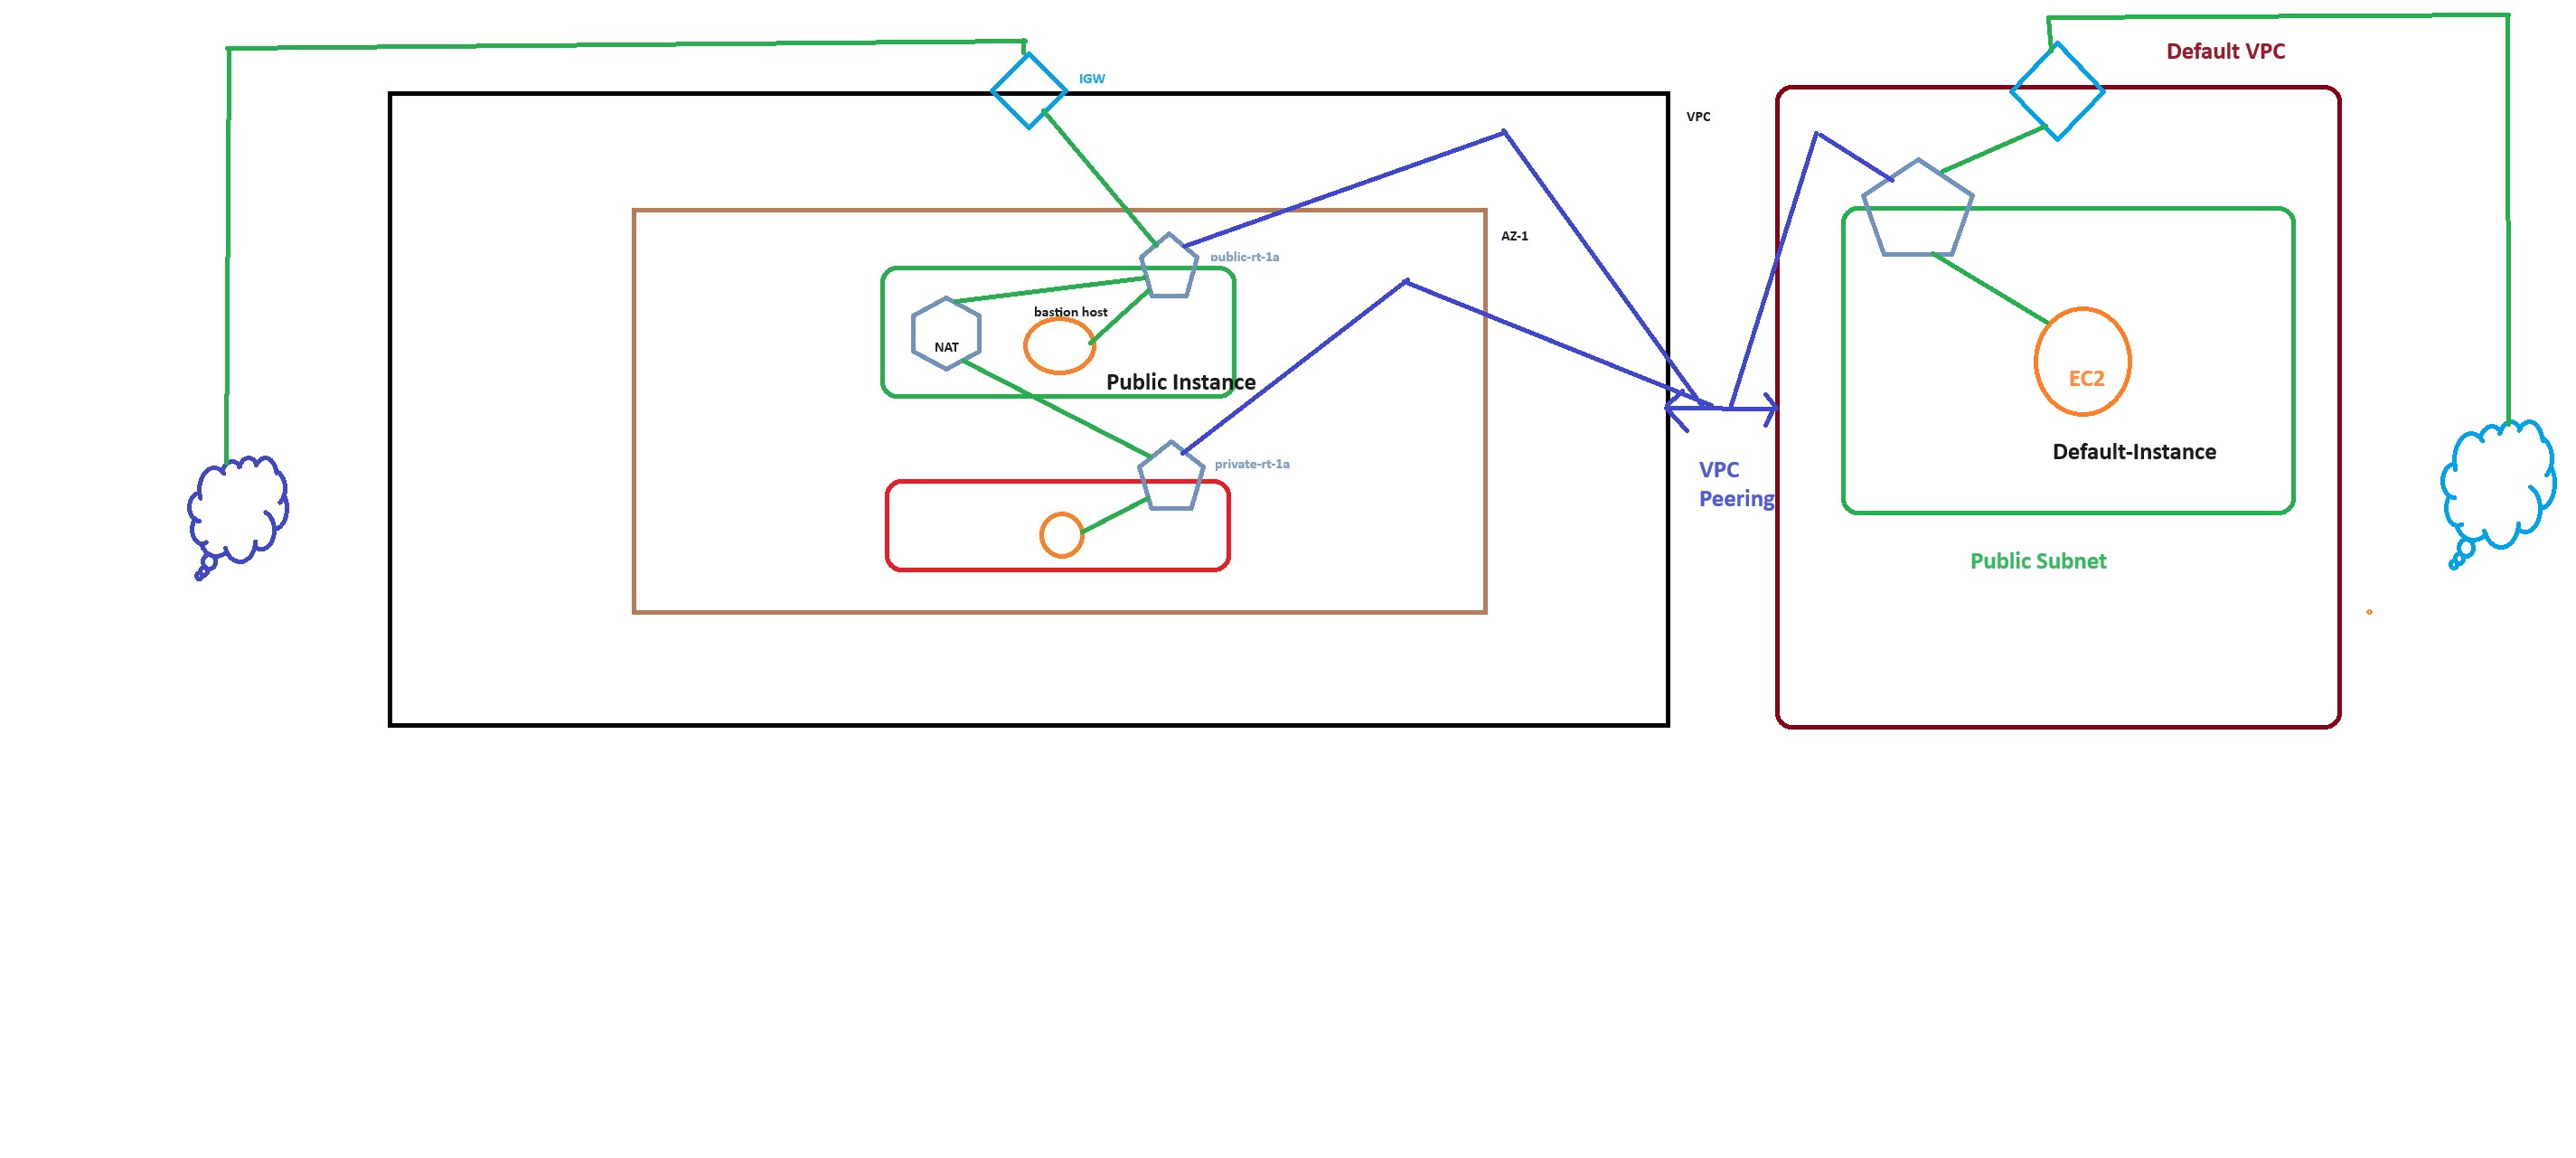 Default VPC
IGW
VPC
AZ-1
public-rt-1a
bastion host
NAT
Public Instance
EC2
Default-Instance
private-rt-1a
VPC
Peering
Public Subnet